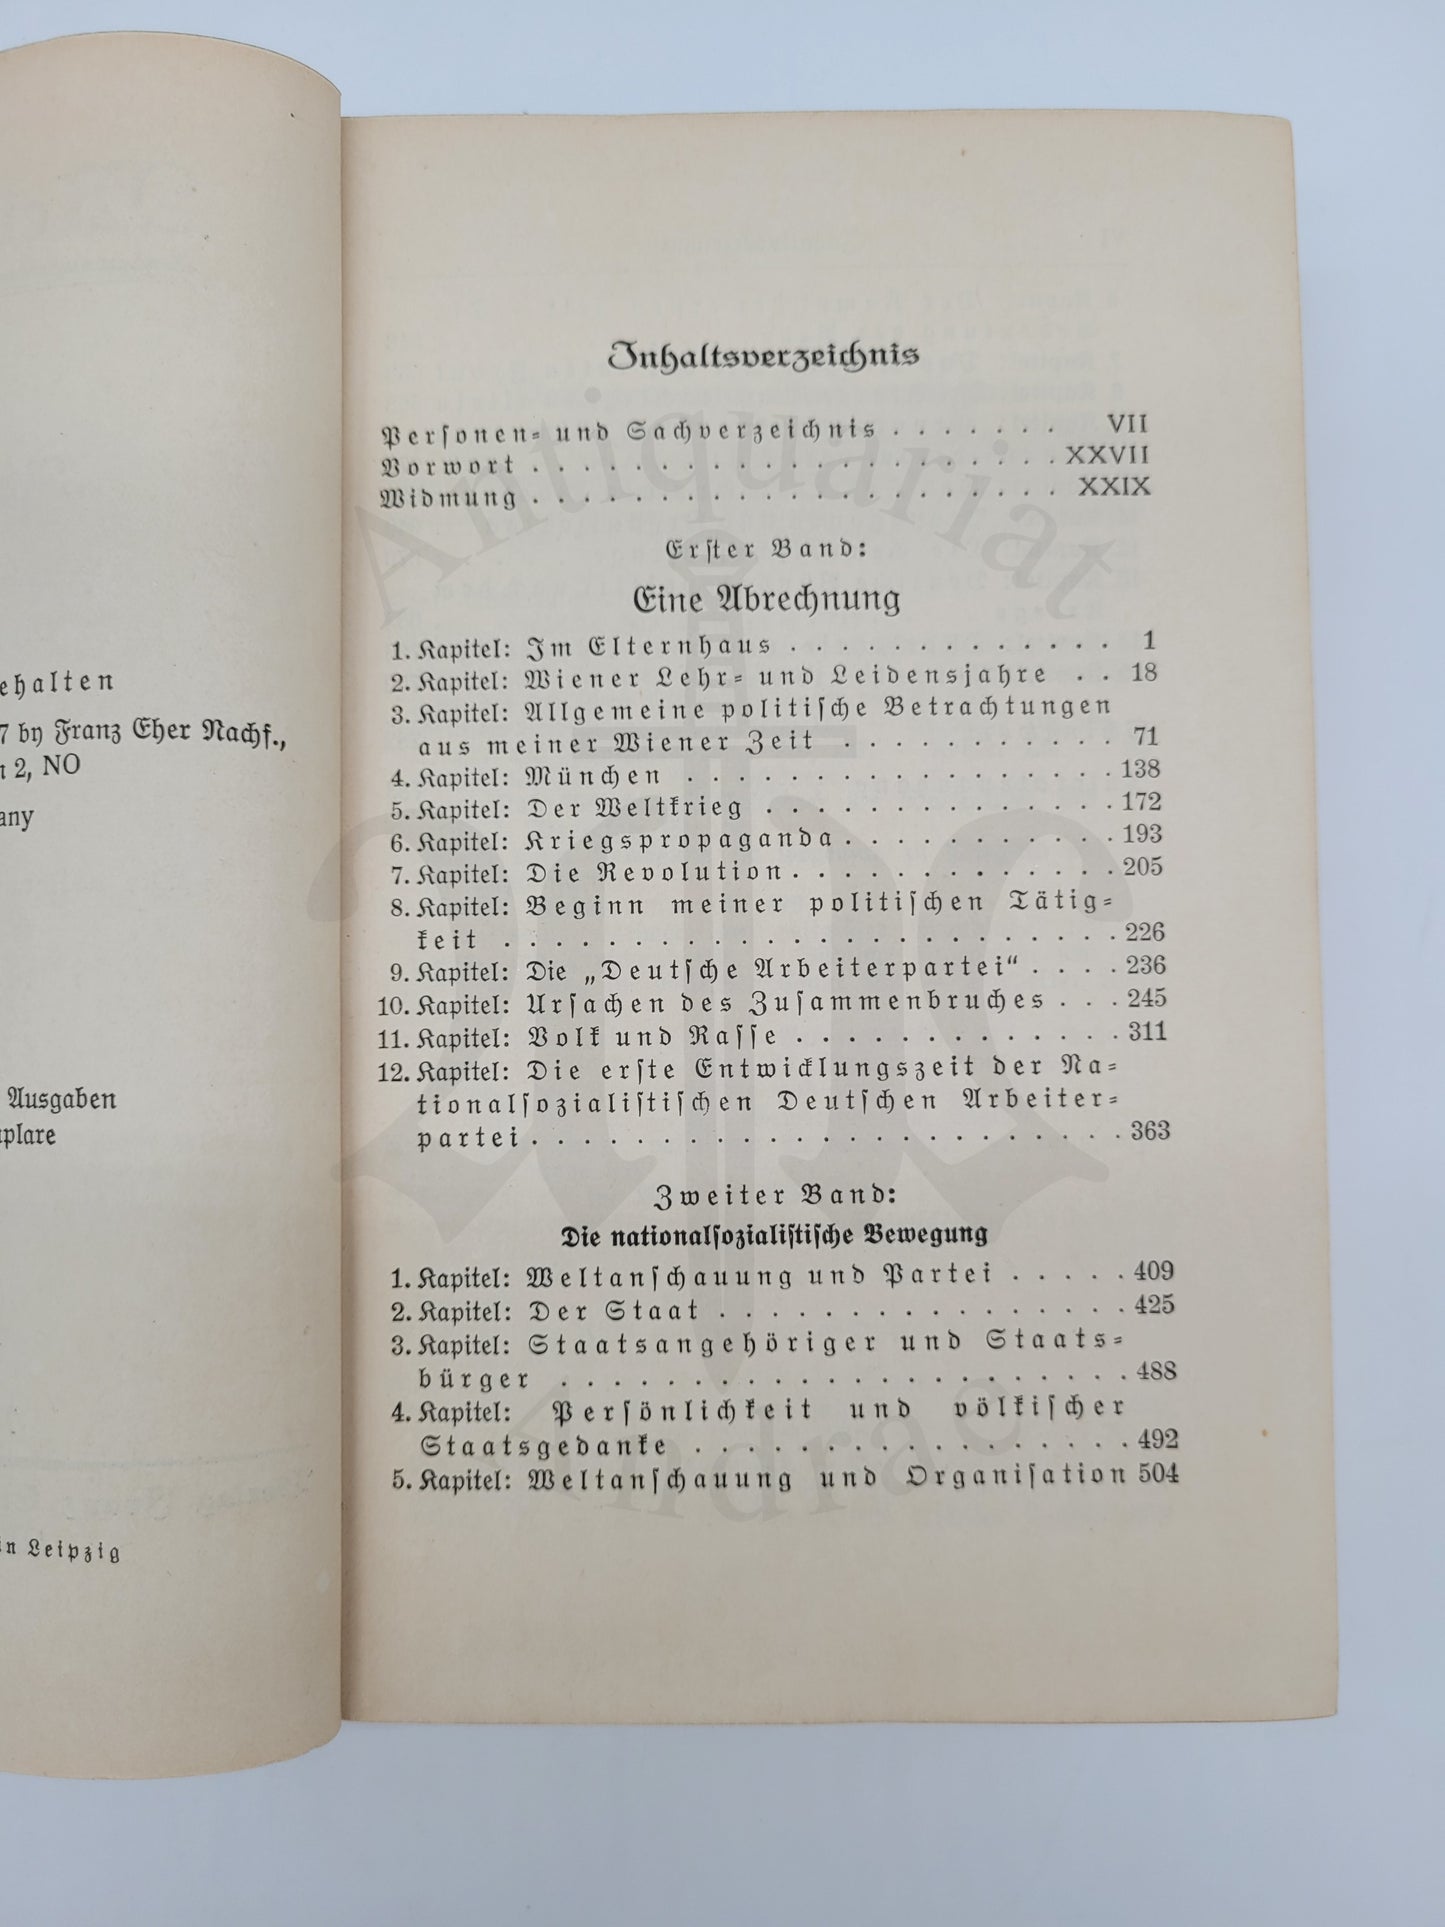 ehalten
7 by Franz Eher Nachf.,
2, NO
any
Ausgaben
plare
in Leipzig
Inhaltsverzeichnis
Personen- und Sachverzeichnis . . . . . . . VII
Vorwort . . . . . . . . . . . . . . . . . . . . XXVII
Widmung . . . . . . . . . . . . . . . . . . . . XXIX
Erster Band:
Eine Abrechnung
1. Kapitel: Im Elternhaus . . . . . . . . . . . . . 1
2. Kapitel: Wiener Lehr- und Leidensjahre . . 18
3. Kapitel: Allgemeine politische Betrachtungen
aus meiner Wiener Zeit . . . . . . . . . . . 71
4. Kapitel: München . . . . . . . . . . . . . . . . . 138
5. Kapitel: Der Weltkrieg . . . . . . . . . . . . . . 172
6. Kapitel: Kriegspropaganda . . . . . . . . . . . 193
7. Kapitel: Die Revolution . . . . . . . . . . . . . 205
8. Kapitel: Beginn meiner politischen Tätig-
keit . . . . . . . . . . . . . . . . . . . . . . . . 226
9. Kapitel: Die „Deutsche Arbeiterpartei“ . . . . 236
10. Kapitel: Ursachen des Zusammenbruches . . . 245
11. Kapitel: Volk und Rasse . . . . . . . . . . . . . 311
12. Kapitel: Die erste Entwicklungszeit der Na-
tionalsozialistischen Deutschen Arbeiter-
partei . . . . . . . . . . . . . . . . . . . . . . . 363
Zweiter Band:
Die nationalsozialistische Bewegung
1. Kapitel: Weltanschauung und Partei . . . . . 409
2. Kapitel: Der Staat . . . . . . . . . . . . . . . . 425
3. Kapitel: Staatsangehöriger und Staats-
bürger . . . . . . . . . . . . . . . . . . . . . . 488
4. Kapitel: Persönlichkeit und völkischer
Staatsgedanke . . . . . . . . . . . . . . . . . 492
5. Kapitel: Weltanschauung und Organisation 504
Antiquariat